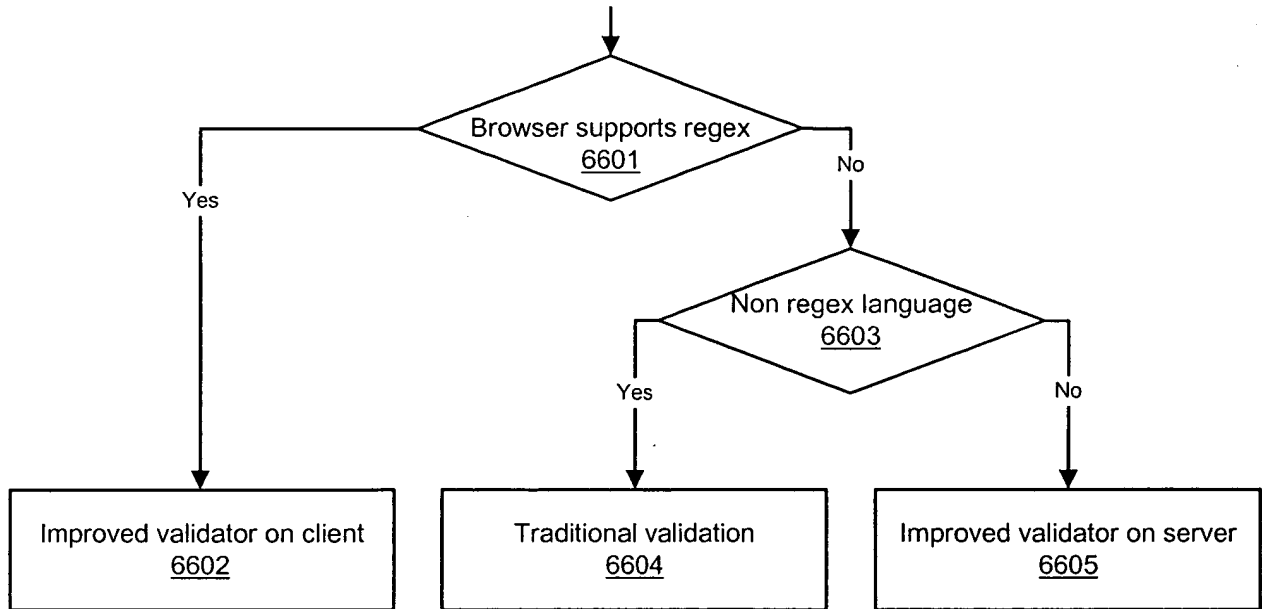 Browser supports regex
6601
No
Yes
Non regex language
6603
Yes
No
Improved validator on client
6602
Traditional validation
6604
Improved validator on server
6605